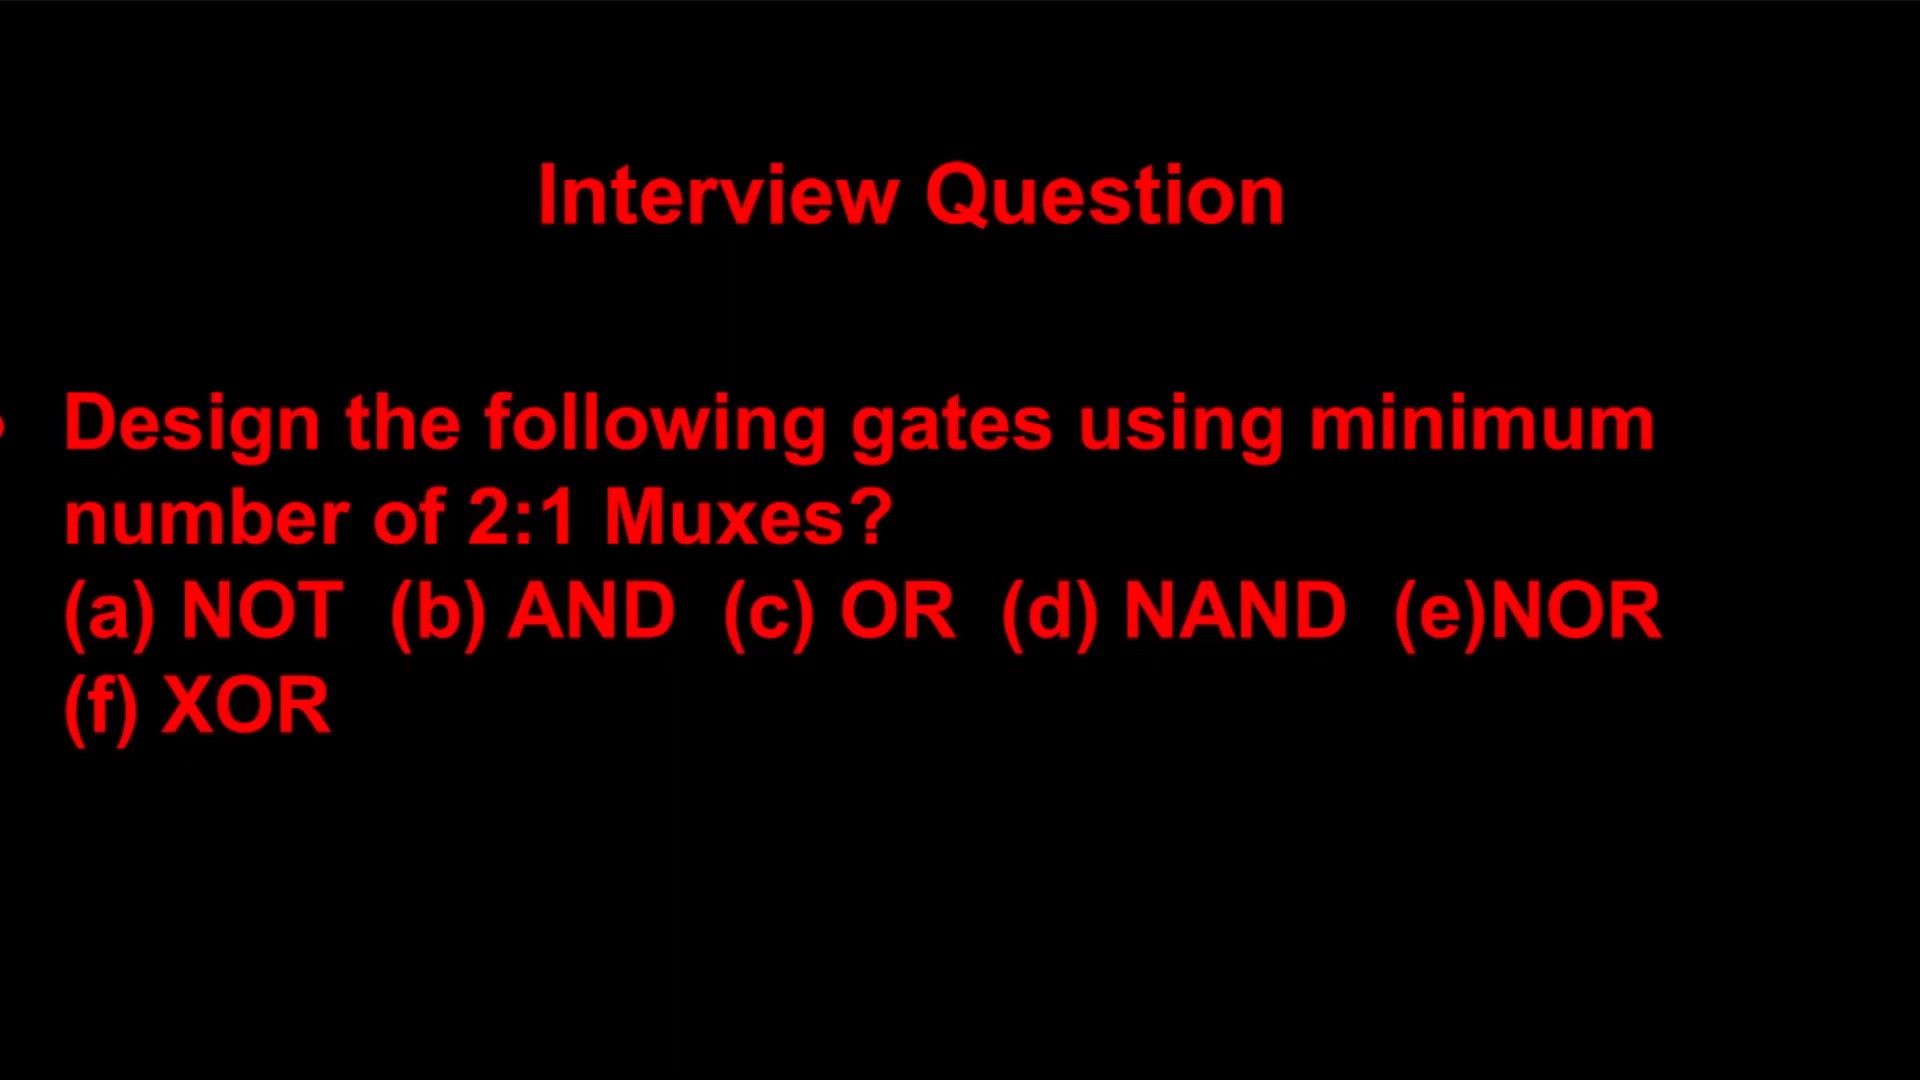 Interview Question
Design the following gates using minimum
number of 2:1 Muxes?
(a) NOT (b) AND (c) OR (d) NAND (e)NOR
(f) XOR